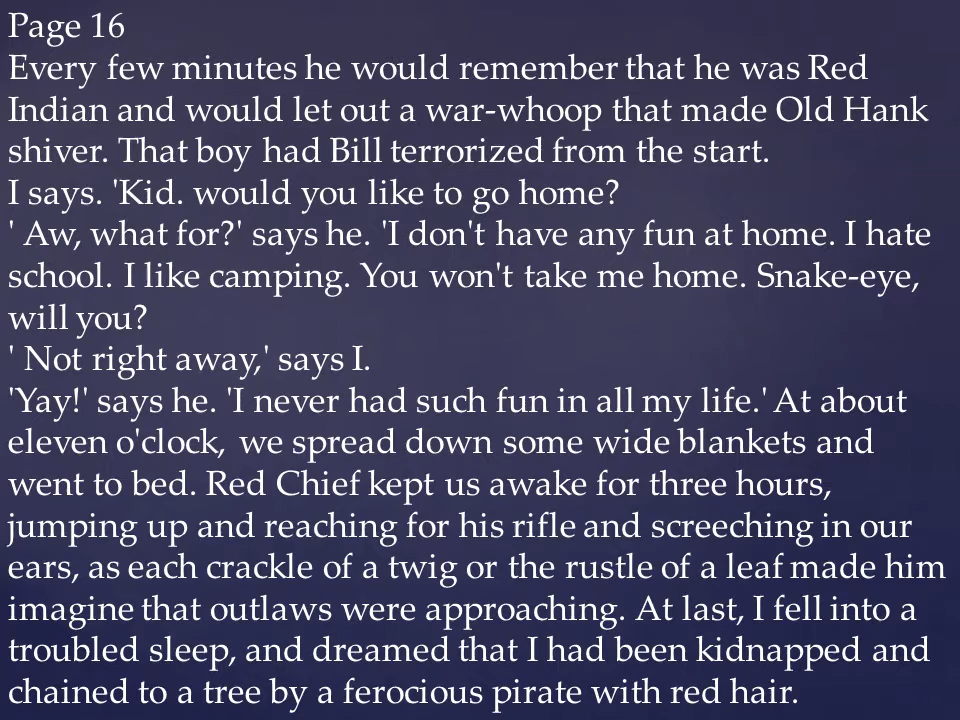 Page 16
Every few minutes he would remember that he was Red
Indian and would let out a war-whoop that made Old Hank
shiver. That boy had Bill terrorized from the start.
I says. 'Kid. would you like to go home?
' Aw, what for?' says he. 'I don't have any fun at home. I hate
school. I like camping. You won't take me home. Snake-eye,
will you?
' Not right away,' says I.
'Yay!' says he. 'I never had such fun in all my life.' At about
eleven o'clock, we spread down some wide blankets and
went to bed. Red Chief kept us awake for three hours,
jumping up and reaching for his rifle and screeching in our
ears, as each crackle of a twig or the rustle of a leaf made him
imagine that outlaws were approaching. At last, I fell into a
troubled sleep, and dreamed that I had been kidnapped and
chained to a tree by a ferocious pirate with red hair.